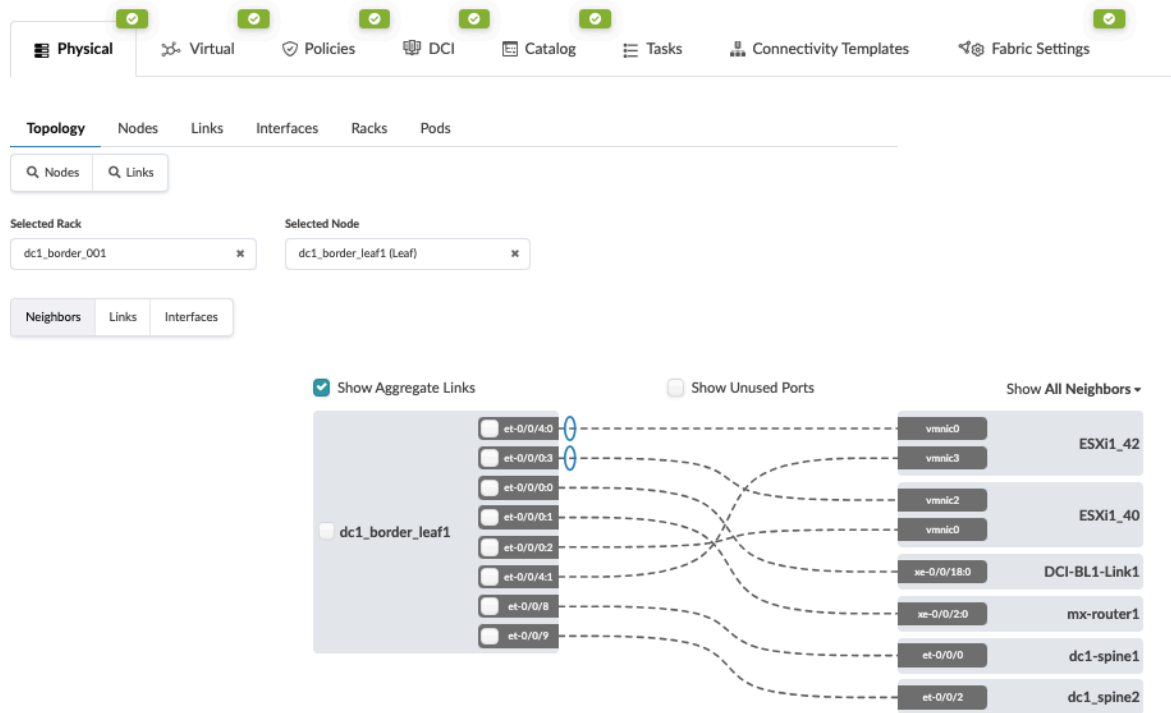 Physical Virtual Policies DCI Catalog Tasks Connectivity Templates Fabric Settings
Topology Nodes Links Interfaces Racks Pods
Nodes Links
Selected Rack Selected Node
dc1_border_001 dc1_border_leaf1 (Leaf)
Neighbors Links Interfaces
Show Aggregate Links Show Unused Ports Show All Neighbors
et-0/0/4:0 vmnic0
ESXi1_42
et-0/0/0:3 vmnic3
et-0/0/0:0 vmnic2
et-0/0/0:1 ESXi1_40
dc1_border_leaf1 vmnic0
et-0/0/0:2
et-0/0/4:1 xe-0/0/18:0 DCI-BL1-Link1
et-0/0/8 xe-0/0/2:0 mx-router1
et-0/0/9
et-0/0/0 dc1-spine1
et-0/0/2 dc1_spine2